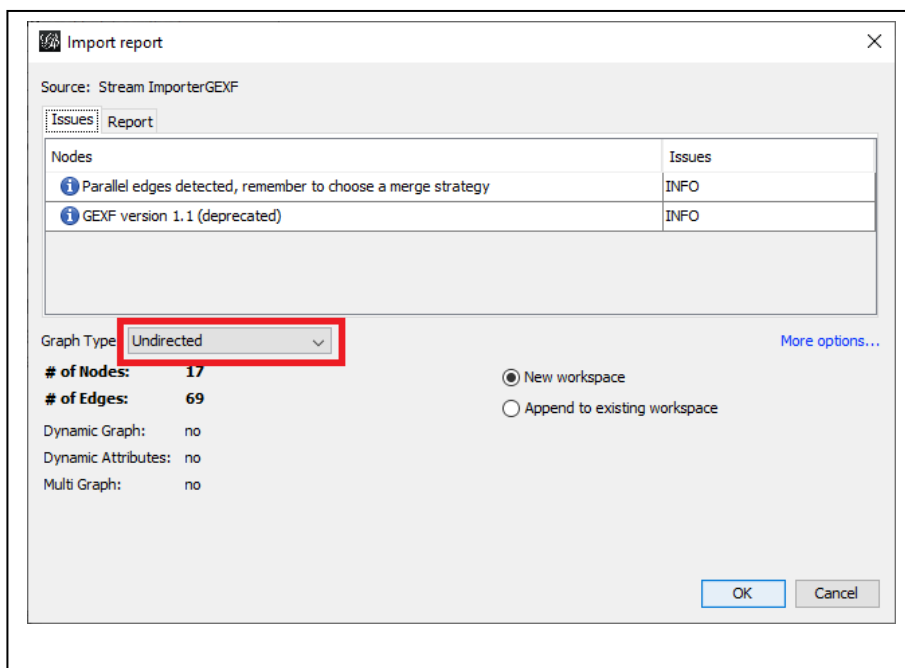 Import report
Source: Stream ImporterGEXF
Issues Report
Nodes Issues
Parallel edges detected, remember to choose a merge strategy INFO
GEXF version 1.1 (deprecated) INFO
Graph Type Undirected More options...
# of Nodes: 17
# of Edges: 69
New workspace
Append to existing workspace
Dynamic Graph: no
Dynamic Attributes: no
Multi Graph: no
OK Cancel